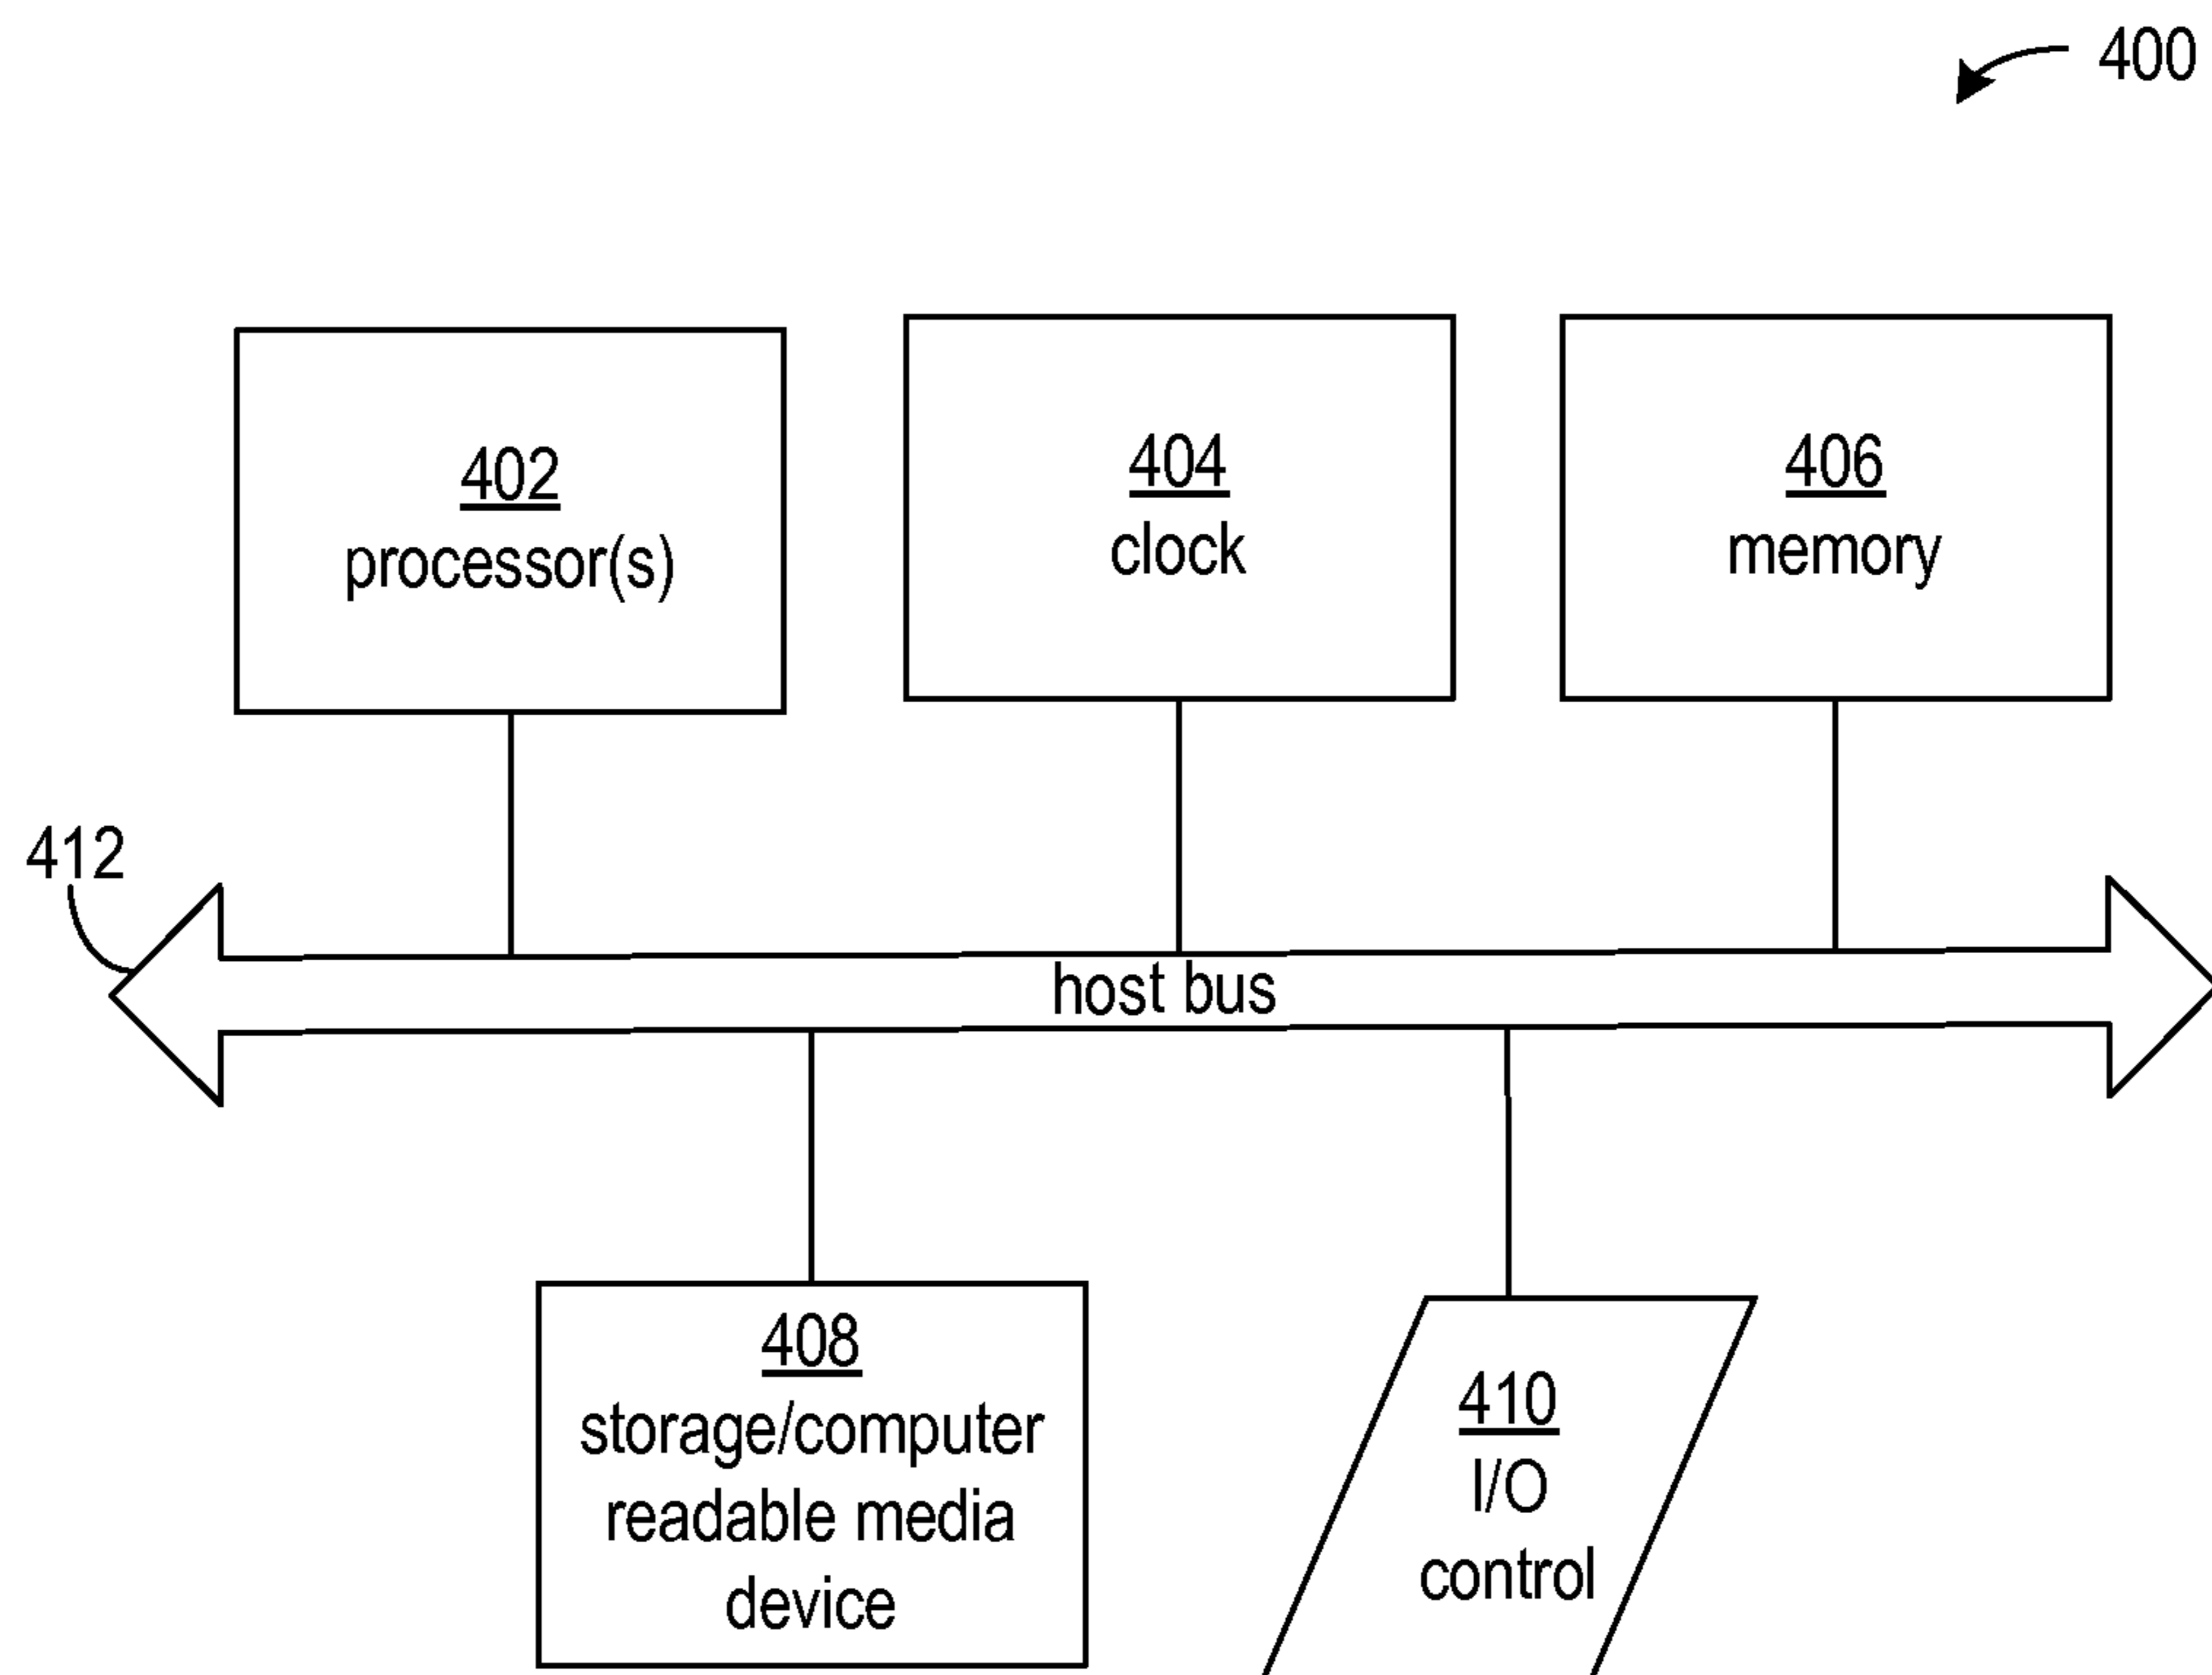 400
402
processor(s)
404
clock
406
memory
412
host bus
408
storage/computer
readable media
device
410
I/O
control